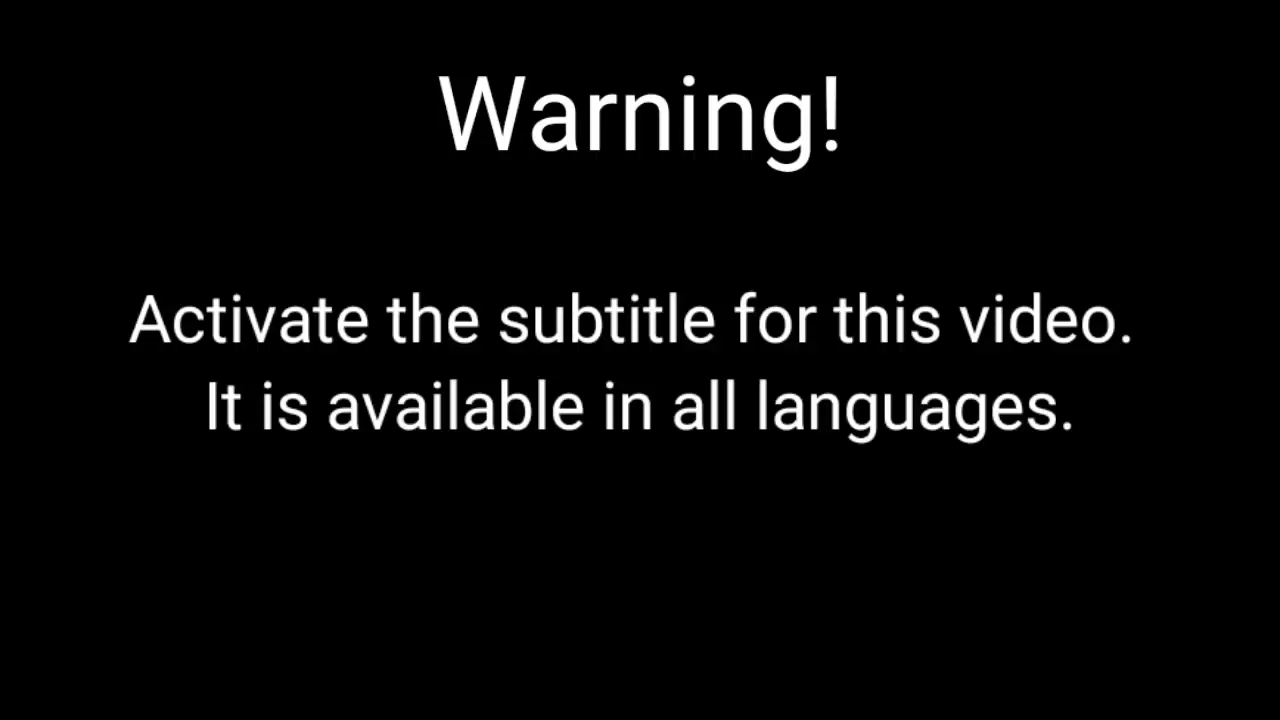 Warning!
Activate the subtitle for this video.
It is available in all languages.